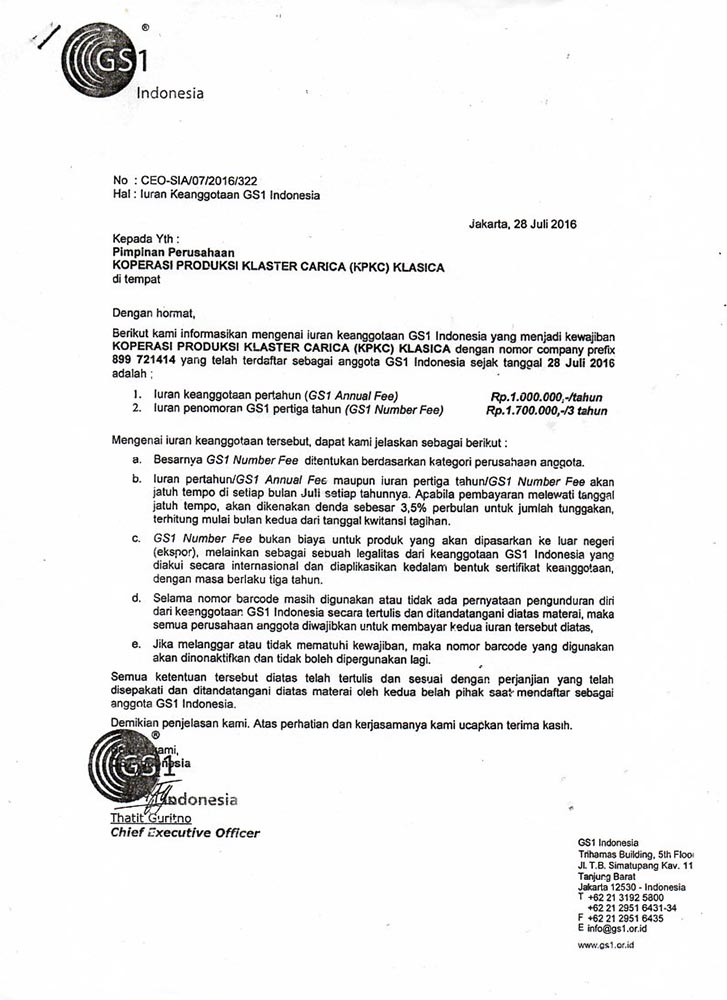 GS1
®
Indonesia
No : CEO-SIA/07/2016/322
Hal : Iuran Keanggotaan GS1 Indonesia
Jakarta, 28 Juli 2016
Kepada Yth :
Pimpinan Perusahaan
KOPERASI PRODUKSI KLASTER CARICA (KPKC) KLASICA
di tempat
Dengan hormat,
Berikut kami informasikan mengenai iuran keanggotaan GS1 Indonesia yang menjadi kewajiban
KOPERASI PRODUKSI KLASTER CARICA (KPKC) KLASICA dengan nomor company prefix
899 721414 yang telah terdaftar sebagai anggota GS1 Indonesia sejak tanggal 28 Juli 2016
adalah :
1. Iuran keanggotaan pertahun (GS1 Annual Fee) Rp.1.000.000,-/tahun
2. Iuran penomoran GS1 pertiga tahun (GS1 Number Fee) Rp.1.700.000,-/3 tahun
Mengenai iuran keanggotaan tersebut, dapat kami jelaskan sebagai berikut :
a. Besarnya GS1 Number Fee ditentukan berdasarkan kategori perusahaan anggota.
b. Iuran pertahun/GS1 Annual Fee maupun iuran pertiga tahun/GS1 Number Fee akan
jatuh tempo di setiap bulan Juli setiap tahunnya. Apabila pembayaran melewati tanggal
jatuh tempo, akan dikenakan denda sebesar 3,5% perbulan untuk jumlah tunggakan,
terhitung mulai bulan kedua dari tanggal kwitansi tagihan.
c. GS1 Number Fee bukan biaya untuk produk yang akan dipasarkan ke luar negeri
(ekspor), melainkan sebagai sebuah legalitas dari keanggotaan GS1 Indonesia yang
diakui secara internasional dan diaplikasikan kedalam bentuk sertifikat keanggotaan,
dengan masa berlaku tiga tahun.
d. Selama nomor barcode masih digunakan atau tidak ada pernyataan pengunduran diri
dari keanggotaan GS1 Indonesia secara tertulis dan ditandatangani diatas materai, maka
semua perusahaan anggota diwajibkan untuk membayar kedua iuran tersebut diatas,
e. Jika melanggar atau tidak mematuhi kewajiban, maka nomor barcode yang digunakan
akan dinonaktifkan dan tidak boleh dipergunakan lagi.
Semua ketentuan tersebut diatas telah tertulis dan sesuai dengan perjanjian yang telah
disepakati dan ditandatangani diatas materai oleh kedua belah pihak saat mendaftar sebagai
anggota GS1 Indonesia.
Demikian penjelasan kami. Atas perhatian dan kerjasamanya kami ucapkan terima kasih.
®
GS1
Indonesia
Thatit Guritno
Chief Executive Officer
GS1 Indonesia
Trihamas Building, 5th Floo
Jl. T.B. Simatupang Kav. 11
Tanjung Barat
Jakarta 12530 - Indonesia
T +62 21 3192 5800
+62 21 2951 6431-34
F +62 21 2951 6435
E info@gs1.or.id
www.gs1.or.id